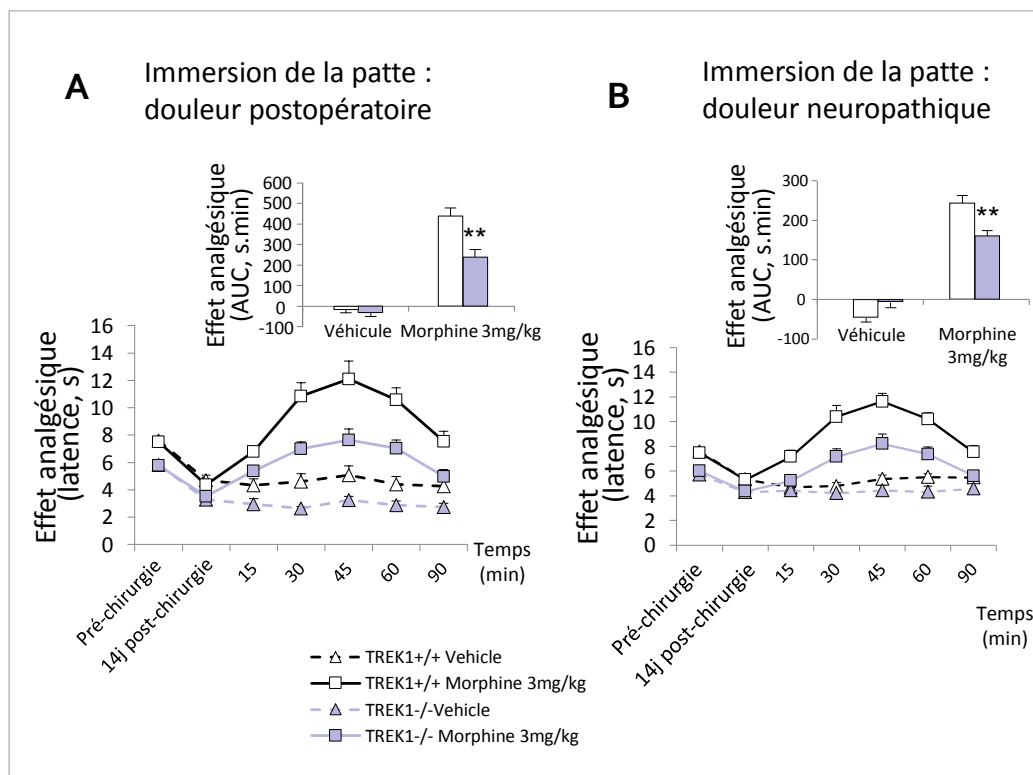 A
Immersion de la patte :
douleur postopératoire
Effet analgésique
(AUC, s.min)
600
500
400
300
200
100
0
-100
Véhicule
Morphine 3mg/kg
**
Effet analgésique
(latence, s)
16
14
12
10
8
6
4
2
0
Pré-chirurgie
14j post-chirurgie
15
30
45
60
90
Temps
(min)
B
Immersion de la patte :
douleur neuropathique
Effet analgésique
(AUC, s.min)
300
200
100
0
-100
Véhicule
Morphine
3mg/kg
**
Effet analgésique
(latence, s)
16
14
12
10
8
6
4
2
0
Pré-chirurgie
14j post-chirurgie
15
30
45
60
90
Temps
(min)
TREK1+/+ Vehicle
TREK1+/+ Morphine 3mg/kg
TREK1-/-Vehicle
TREK1-/- Morphine 3mg/kg